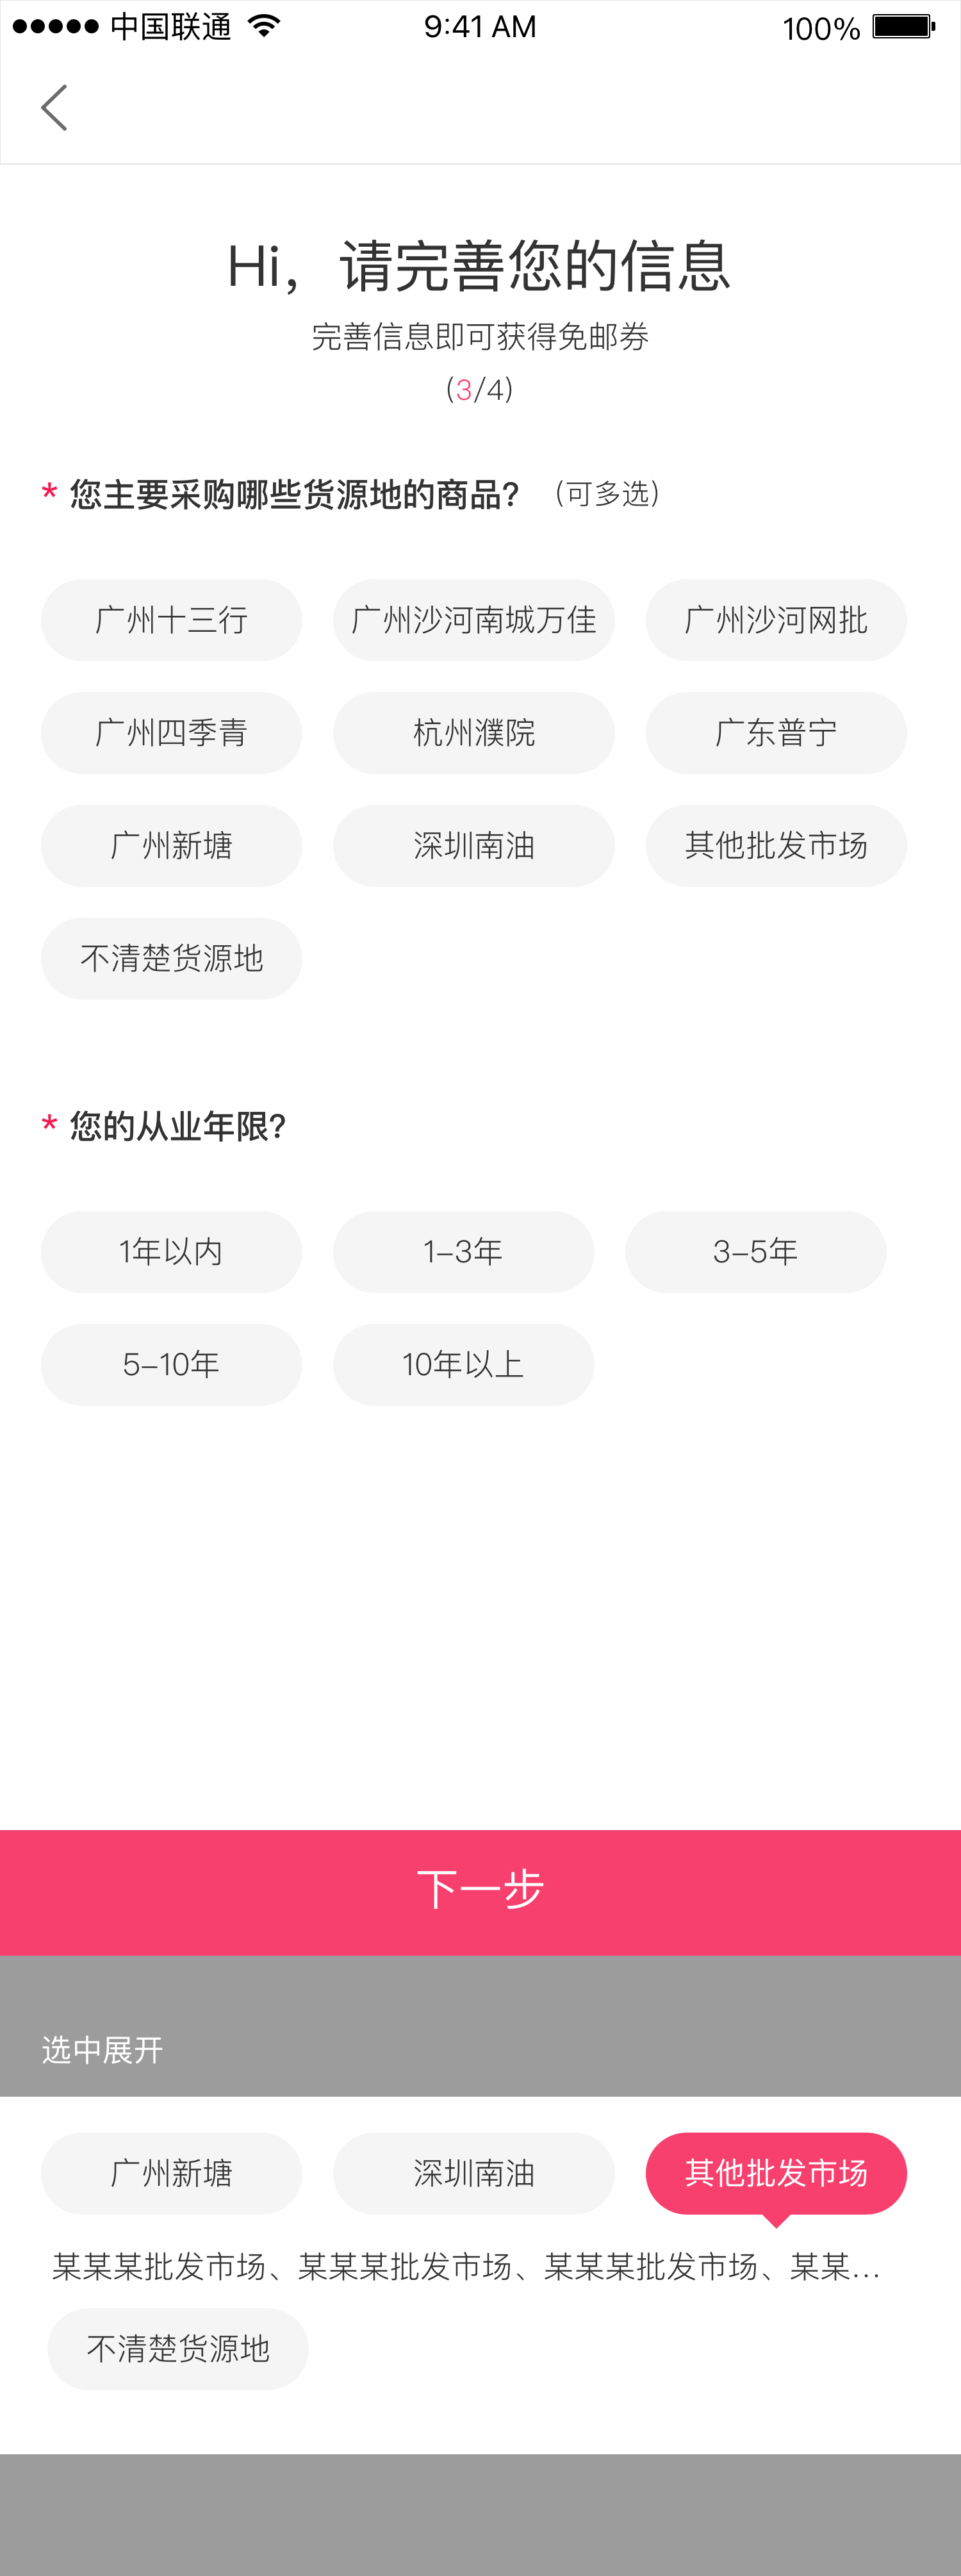 中国联通 9:41 AM 100%
Hi，请完善您的信息
完善信息即可获得免邮券
(3/4)
* 您主要采购哪些货源地的商品? （可多选）
广州十三行 广州沙河南城万佳 广州沙河网批
广州四季青 杭州濮院 广东普宁
广州新塘 深圳南油 其他批发市场
不清楚货源地
* 您的从业年限?
1年以内 1-3年 3-5年
5-10年 10年以上
下一步
选中展开
广州新塘 深圳南油 其他批发市场
某某某批发市场、某某某批发市场、某某某批发市场、某某...
不清楚货源地